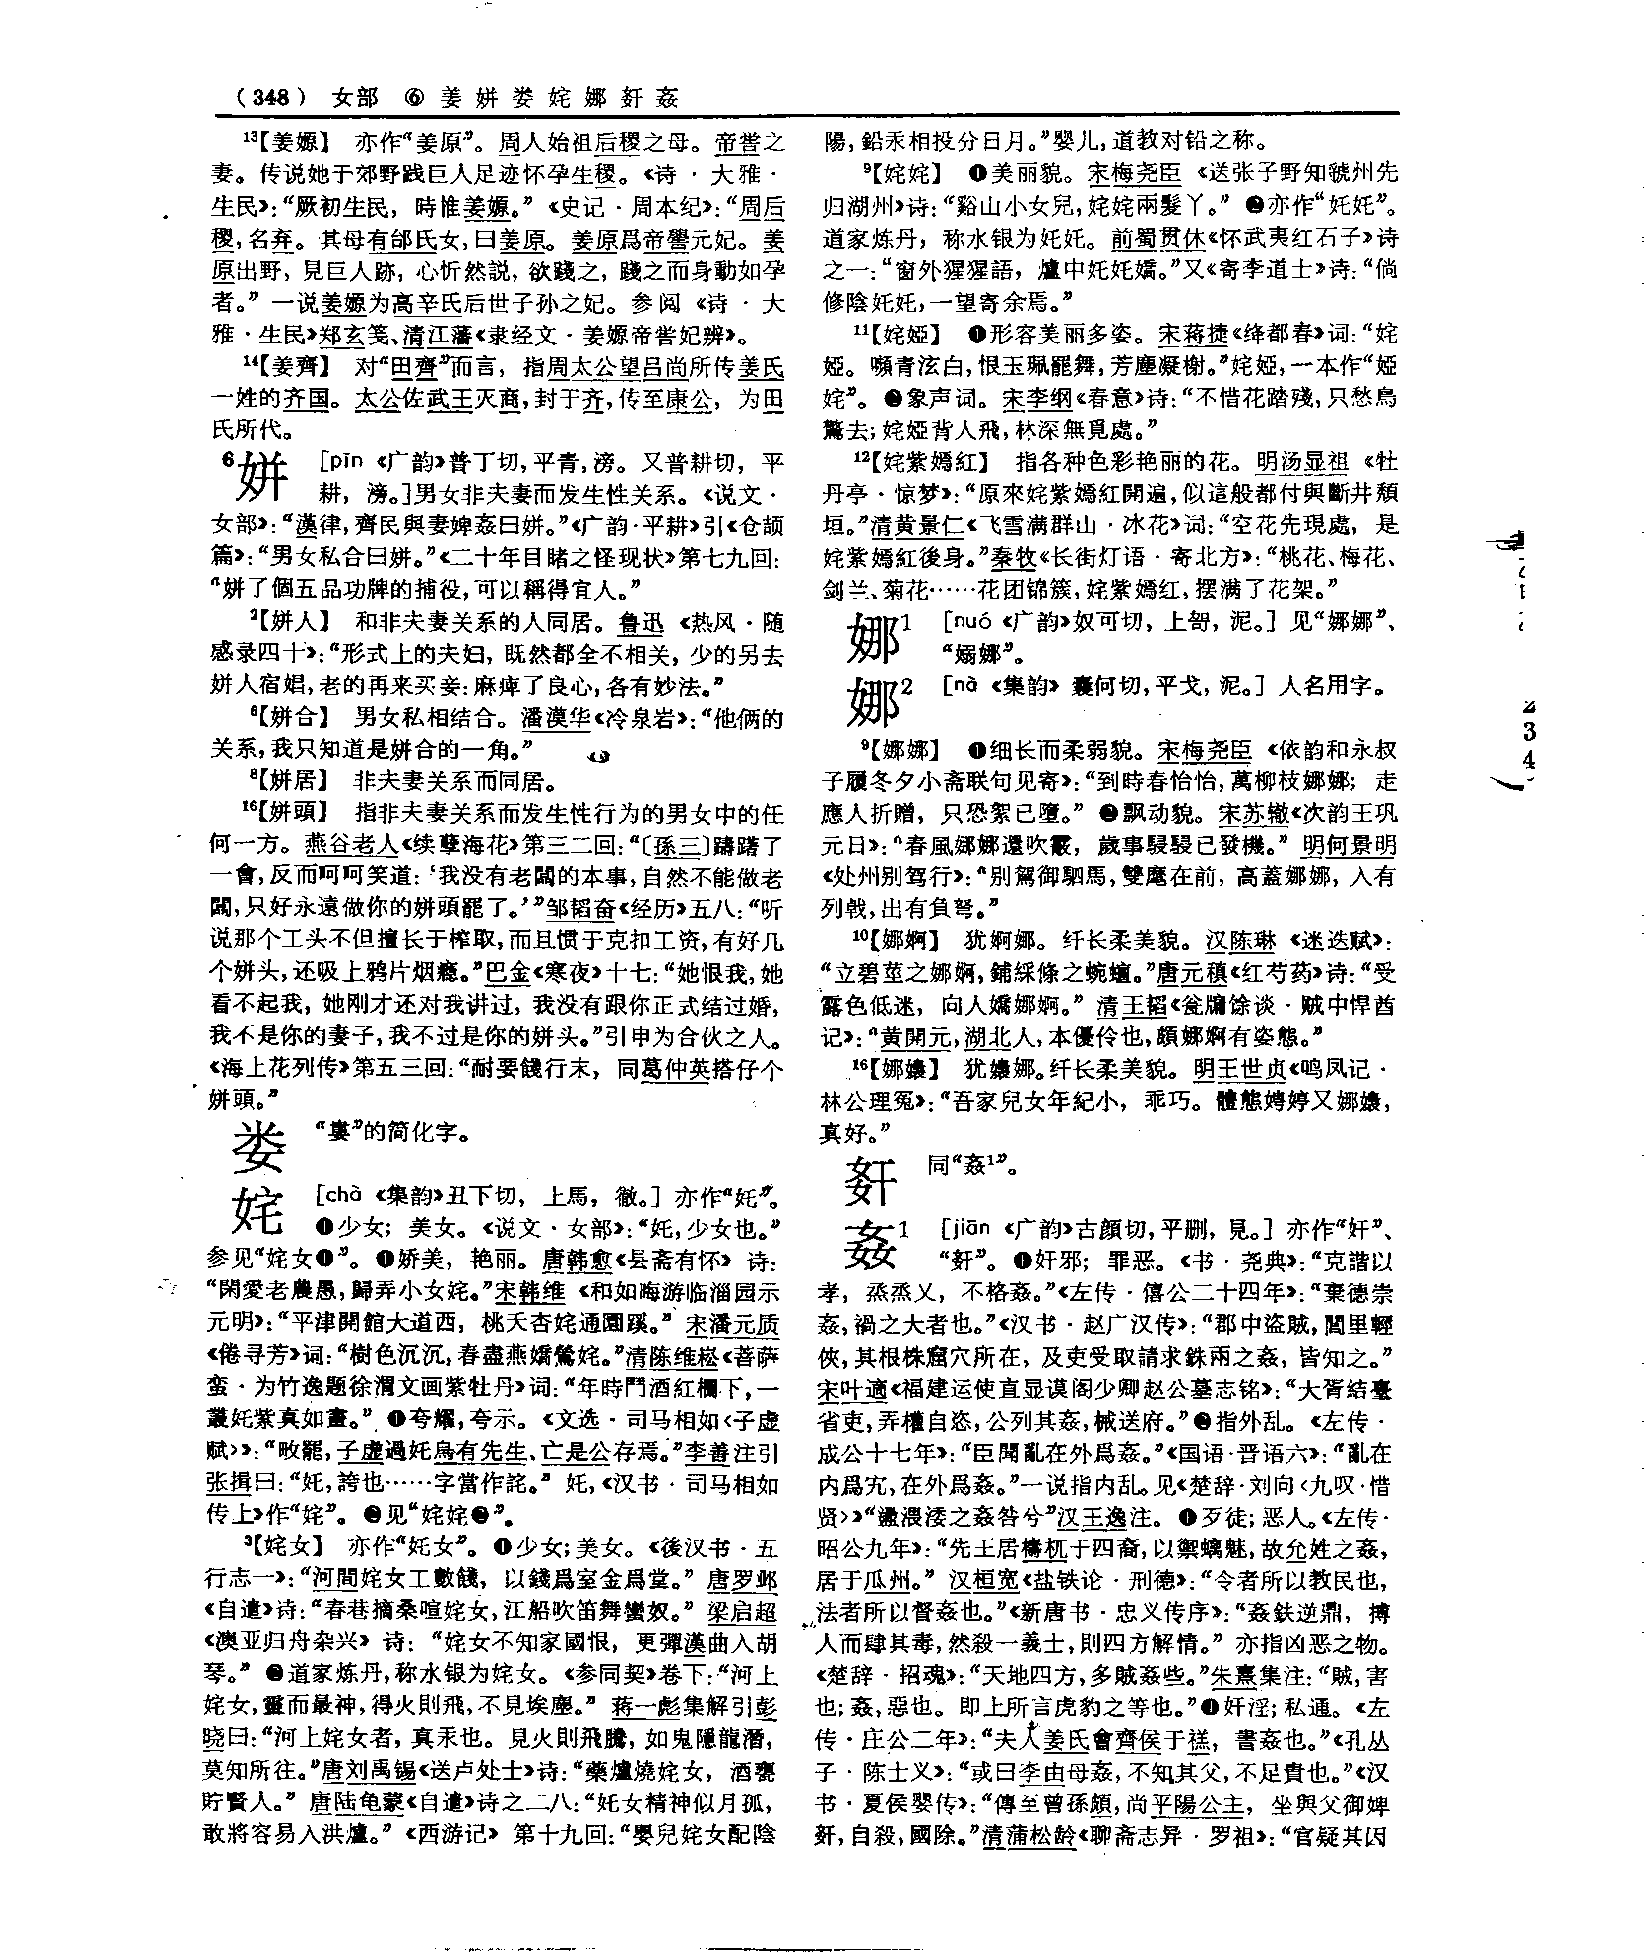 （348） 女部 ⑥ 姜 姘 娄 姹 娜 姧 姦
¹³【姜嫄】 亦作“姜原”。周人始祖后稷之母。帝喾之
妻。传说她于郊野践巨人足迹怀孕生稷。《诗·大雅·
生民》：“厥初生民，時惟姜嫄。”《史记·周本纪》：“周后
稷，名弃。其母有邰氏女，曰姜原。姜原爲帝嚳元妃。姜
原出野，見巨人跡，心忻然説，欲踐之，踐之而身動如孕
者。”一说姜嫄为高辛氏后世子孙之妃。参阅《诗·大
雅·生民》郑玄笺、清江藩《隶经文·姜嫄帝喾妃辨》。
¹⁴【姜齊】 对“田齊”而言，指周太公望吕尚所传姜氏
一姓的齐国。太公佐武王灭商，封于齐，传至康公，为田
氏所代。
⁶姘 [pīn《广韵》普丁切，平青，滂。又普耕切，平
耕，滂。]男女非夫妻而发生性关系。《说文·
女部》：“漢律，齊民與妻婢姦曰姘。”《广韵·平耕》引《仓颉
篇》：“男女私合曰姘。”《二十年目睹之怪现状》第七九回：
“姘了個五品功牌的捕役，可以稱得宜人。”
²【姘人】 和非夫妻关系的人同居。鲁迅《热风·随
感录四十》：“形式上的夫妇，既然都全不相关，少的另去
姘人宿娼，老的再来买妾：麻痺了良心，各有妙法。”
⁶【姘合】 男女私相结合。潘漠华《冷泉岩》：“他俩的
关系，我只知道是姘合的一角。”
⁸【姘居】 非夫妻关系而同居。
¹⁶【姘頭】 指非夫妻关系而发生性行为的男女中的任
何一方。燕谷老人《续孽海花》第三二回：“〔孫三〕躊躇了
一會，反而呵呵笑道：‘我没有老闆的本事，自然不能做老
闆，只好永遠做你的姘頭罷了。’”邹韬奋《经历》五八：“听
说那个工头不但擅长于榨取，而且惯于克扣工资，有好几
个姘头，还吸上鸦片烟瘾。”巴金《寒夜》十七：“她恨我，她
看不起我，她刚才还对我讲过，我没有跟你正式结过婚，
我不是你的妻子，我不过是你的姘头。”引申为合伙之人。
《海上花列传》第五三回：“耐要餞行末，同葛仲英搭仔个
姘頭。”
娄 “婁”的简化字。
姹 [chà《集韵》丑下切，上馬，徹。]亦作“奼”。
❶少女；美女。《说文·女部》：“奼，少女也。”
参见“姹女❶”。❷娇美，艳丽。唐韩愈《县斋有怀》诗：
“閑愛老農愚，歸弄小女姹。”宋韩维《和如晦游临淄园示
元明》：“平津開館大道西，桃夭杏姹通園蹊。”宋潘元质
《倦寻芳》词：“樹色沉沉，春盡燕嬌鶯姹。”清陈维崧《菩萨
蛮·为竹逸题徐渭文画紫牡丹》词：“年時鬥酒紅欄下，一
叢奼紫真如畫。”❸夸耀，夸示。《文选·司马相如〈子虚
赋〉》：“畋罷，子虚過奼烏有先生、亡是公存焉。”李善注引
张揖曰：“奼，誇也……字當作詫。”奼，《汉书·司马相如
传上》作“姹”。❹见“姹姹❷”。
³【姹女】 亦作“奼女”。❶少女；美女。《後汉书·五
行志一》：“河間姹女工數錢，以錢爲室金爲堂。”唐罗邺
《自遣》诗：“春巷摘桑喧姹女，江船吹笛舞蠻奴。”梁启超
《澳亚归舟杂兴》诗：“姹女不知家國恨，更彈漢曲入胡
琴。”❷道家炼丹，称水银为姹女。《参同契》卷下：“河上
姹女，靈而最神，得火則飛，不見埃塵。”蒋一彪集解引彭
晓曰：“河上姹女者，真汞也。見火則飛騰，如鬼隱龍潛，
莫知所往。”唐刘禹锡《送卢处士》诗：“藥爐燒姹女，酒甕
貯賢人。”唐陆龟蒙《自遣》诗之二八：“奼女精神似月孤，
敢將容易入洪爐。”《西游记》第十九回：“嬰兒姹女配陰
陽，鉛汞相投分日月。”婴儿，道教对铅之称。
⁹【姹姹】 ❶美丽貌。宋梅尧臣《送张子野知虢州先
归湖州》诗：“谿山小女兒，姹姹兩髮丫。”❷亦作“奼奼”。
道家炼丹，称水银为奼奼。前蜀贯休《怀武夷红石子》诗
之一：“窗外猩猩語，爐中奼奼嬌。”又《寄李道士》诗：“倘
修陰奼奼，一望寄余焉。”
¹¹【姹婭】 ❶形容美丽多姿。宋蒋捷《绛都春》词：“姹
婭。嚬青泫白，恨玉珮罷舞，芳塵凝榭。”姹婭，一本作“婭
姹”。❷象声词。宋李纲《春意》诗：“不惜花踏殘，只愁鳥
驚去；姹婭背人飛，林深無覓處。”
¹²【姹紫嫣紅】 指各种色彩艳丽的花。明汤显祖《牡
丹亭·惊梦》：“原來姹紫嫣紅開遍，似這般都付與斷井頹
垣。”清黄景仁《飞雪满群山·冰花》词：“空花先現處，是
姹紫嫣紅後身。”秦牧《长街灯语·寄北方》：“桃花、梅花、
剑兰、菊花……花团锦簇，姹紫嫣红，摆满了花架。”
娜¹ [nuó《广韵》奴可切，上哿，泥。]见“娜娜”、
“嫋娜”。
娜² [nà《集韵》囊何切，平戈，泥。]人名用字。
⁹【娜娜】 ❶细长而柔弱貌。宋梅尧臣《依韵和永叔
子履冬夕小斋联句见寄》：“到時春怡怡，萬柳枝娜娜；走
應人折贈，只恐絮已墮。”❷飘动貌。宋苏辙《次韵王巩
元日》：“春風娜娜還吹霰，歲事駸駸已發機。”明何景明
《处州别驾行》：“别駕御駟馬，雙麾在前，高蓋娜娜，入有
列戟，出有負弩。”
¹⁰【娜婀】 犹婀娜。纤长柔美貌。汉陈琳《迷迭赋》：
“立碧莖之娜婀，鋪綵條之蜿蟺。”唐元稹《红芍药》诗：“受
露色低迷，向人嬌娜婀。”清王韬《瓮牖馀谈·贼中悍酋
记》：“黄開元，湖北人，本優伶也，頗娜婀有姿態。”
¹⁶【娜嬝】 犹嬝娜。纤长柔美貌。明王世贞《鸣凤记·
林公理冤》：“吾家兒女年紀小，乖巧。體態娉婷又娜嬝，
真好。”
姧 同“姦¹”。
姦¹ [jiān《广韵》古顔切，平删，見。]亦作“奸”、
“姧”。❶奸邪；罪恶。《书·尧典》：“克諧以
孝，烝烝乂，不格姦。”《左传·僖公二十四年》：“棄德崇
姦，禍之大者也。”《汉书·赵广汉传》：“郡中盜賊，閭里輕
俠，其根株窟穴所在，及吏受取請求銖兩之姦，皆知之。”
宋叶適《福建运使直显谟阁少卿赵公墓志铭》：“大胥結臺
省吏，弄權自恣，公列其姦，械送府。”❷指外乱。《左传·
成公十七年》：“臣聞亂在外爲姦。”《国语·晋语六》：“亂在
内爲宄，在外爲姦。”一说指内乱。见《楚辞·刘向〈九叹·惜
贤〉》“盪渨涹之姦咎兮”汉王逸注。❸歹徒；恶人。《左传·
昭公九年》：“先王居檮杌于四裔，以禦螭魅，故允姓之姦，
居于瓜州。”汉桓宽《盐铁论·刑德》：“令者所以教民也，
法者所以督姦也。”《新唐书·忠义传序》：“姦鈇逆鼎，搏
人而肆其毒，然殺一義士，則四方解情。”亦指凶恶之物。
《楚辞·招魂》：“天地四方，多賊姦些。”朱熹集注：“賊，害
也；姦，惡也。即上所言虎豹之等也。”❹奸淫；私通。《左
传·庄公二年》：“夫人姜氏會齊侯于禚，書姦也。”《孔丛
子·陈士义》：“或曰李由母姦，不知其父，不足貴也。”《汉
书·夏侯婴传》：“傳至曾孫頗，尚平陽公主，坐與父御婢
姧，自殺，國除。”清蒲松龄《聊斋志异·罗祖》：“官疑其因
234